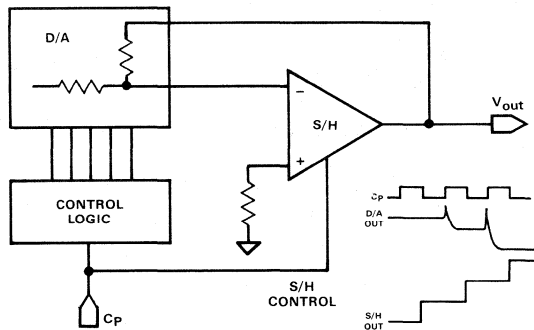 D/A
−
S/H
+
Vout
CONTROL
LOGIC
CP
S/H
CONTROL
CP
D/A
OUT
S/H
OUT